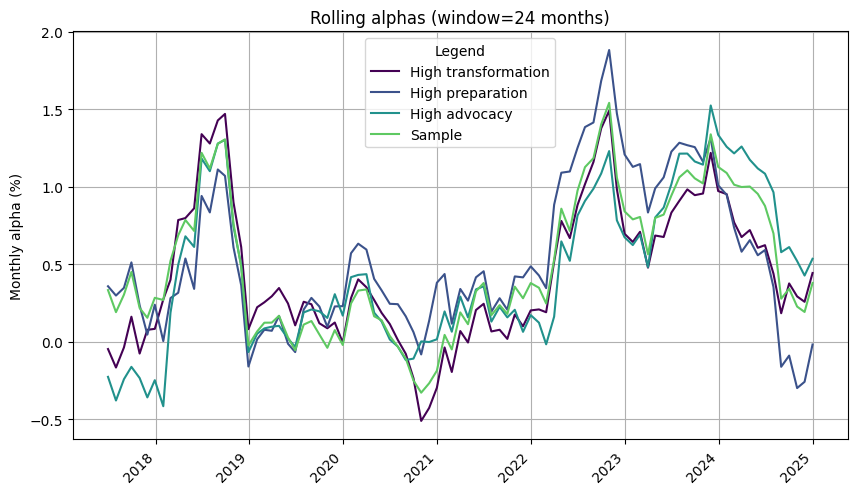 Rolling alphas (window=24 months)
Legend
High transformation
High preparation
High advocacy
Sample
Monthly alpha (%)
2.0
1.5
1.0
0.5
0.0
−0.5
2018
2019
2020
2021
2022
2023
2024
2025